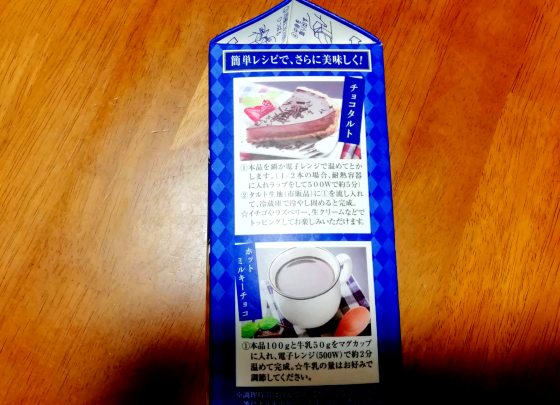 簡単レシピで、さらに美味しく!
チョコタルト
①本品を鍋か電子レンジで温めてとか
します。(1/2本の場合、耐熱容器
に入れラップをして500Wで約5分)
②タルト生地(市販品)に①を流し入れ
て、冷蔵庫で冷やし固めると完成。
☆イチゴやラズベリー、生クリームなどで
トッピングしてお楽しみいただけます。
ホット
ミルキーチョコ
①本品100gと牛乳50gをマグカップ
に入れ、電子レンジ(500W)で約2分
温めて完成。☆牛乳の量はお好みで
調節してください。